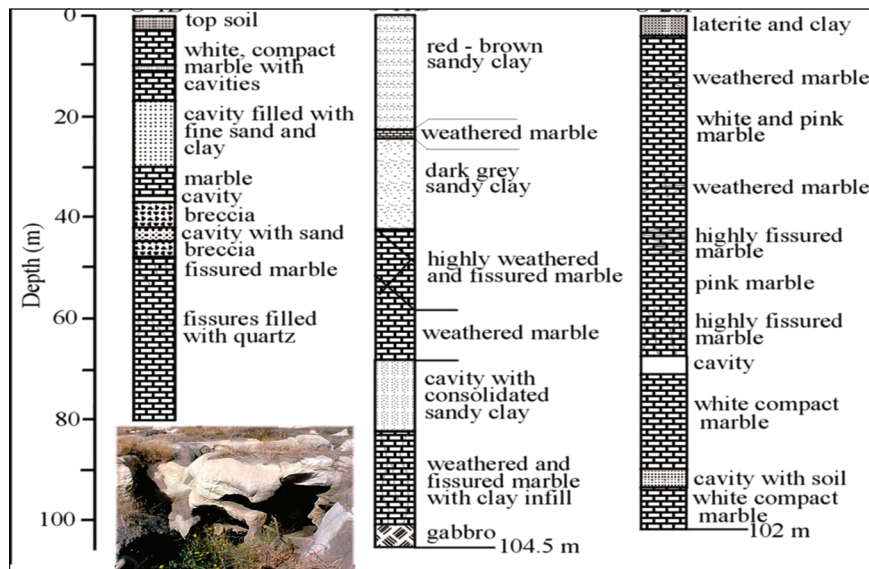 0
20
40
60
80
100
Depth (m)
top soil
white, compact
marble with
cavities
cavity filled with
fine sand and
clay
marble
cavity
breccia
cavity with sand
breccia
fissured marble
fissures filled
with quartz
red - brown
sandy clay
weathered marble
dark grey
sandy clay
highly weathered
and fissured marble
weathered marble
cavity with
consolidated
sandy clay
weathered and
fissured marble
with clay infill
gabbro
104.5 m
laterite and clay
weathered marble
white and pink
marble
weathered marble
highly fissured
marble
pink marble
highly fissured
marble
cavity
white compact
marble
cavity with soil
white compact
marble
102 m